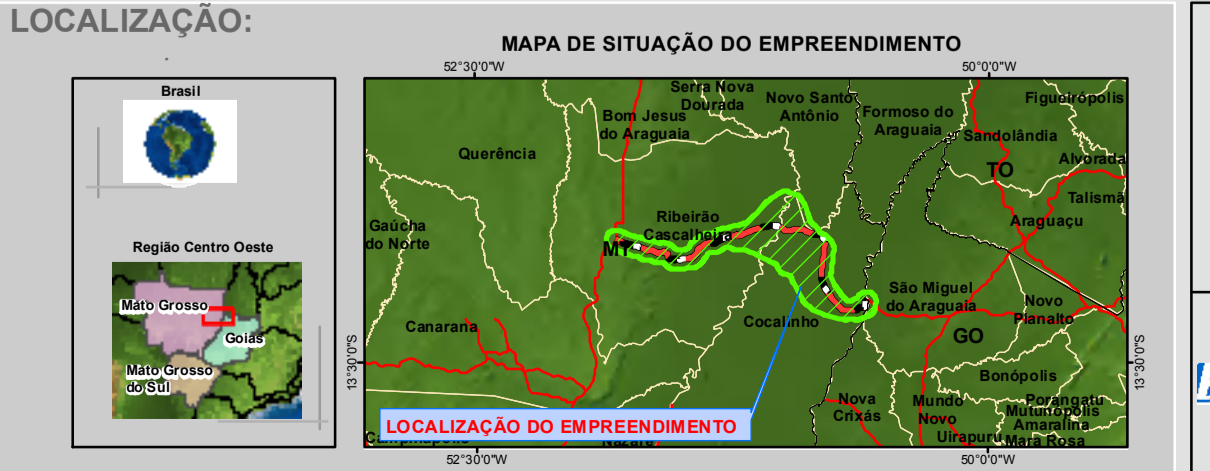 LOCALIZAÇÃO:
MAPA DE SITUAÇÃO DO EMPREENDIMENTO
52°30'0"W
50°0'0"W
Brasil
Região Centro Oeste
Mato Grosso
Goias
Mato Grosso
do Sul
Serra Nova
Dourada
Novo Santo
Antônio
Figueirópolis
Bom Jesus
do Araguaia
Formoso do
Araguaia
Sandolândia
Querência
Alvorada
TO
Talismã
Gaúcha
do Norte
Ribeirão
Cascalheira
Araguaçu
MT
São Miguel
do Araguaia
Novo
Planalto
Canarana
Cocalinho
GO
13°30'0"S
13°30'0"S
Bonópolis
Nova
Crixás
Mundo
Novo
Porangatu
Mutunópolis
Amaralina
LOCALIZAÇÃO DO EMPREENDIMENTO
Uirapuru
Mara Rosa
52°30'0"W
50°0'0"W